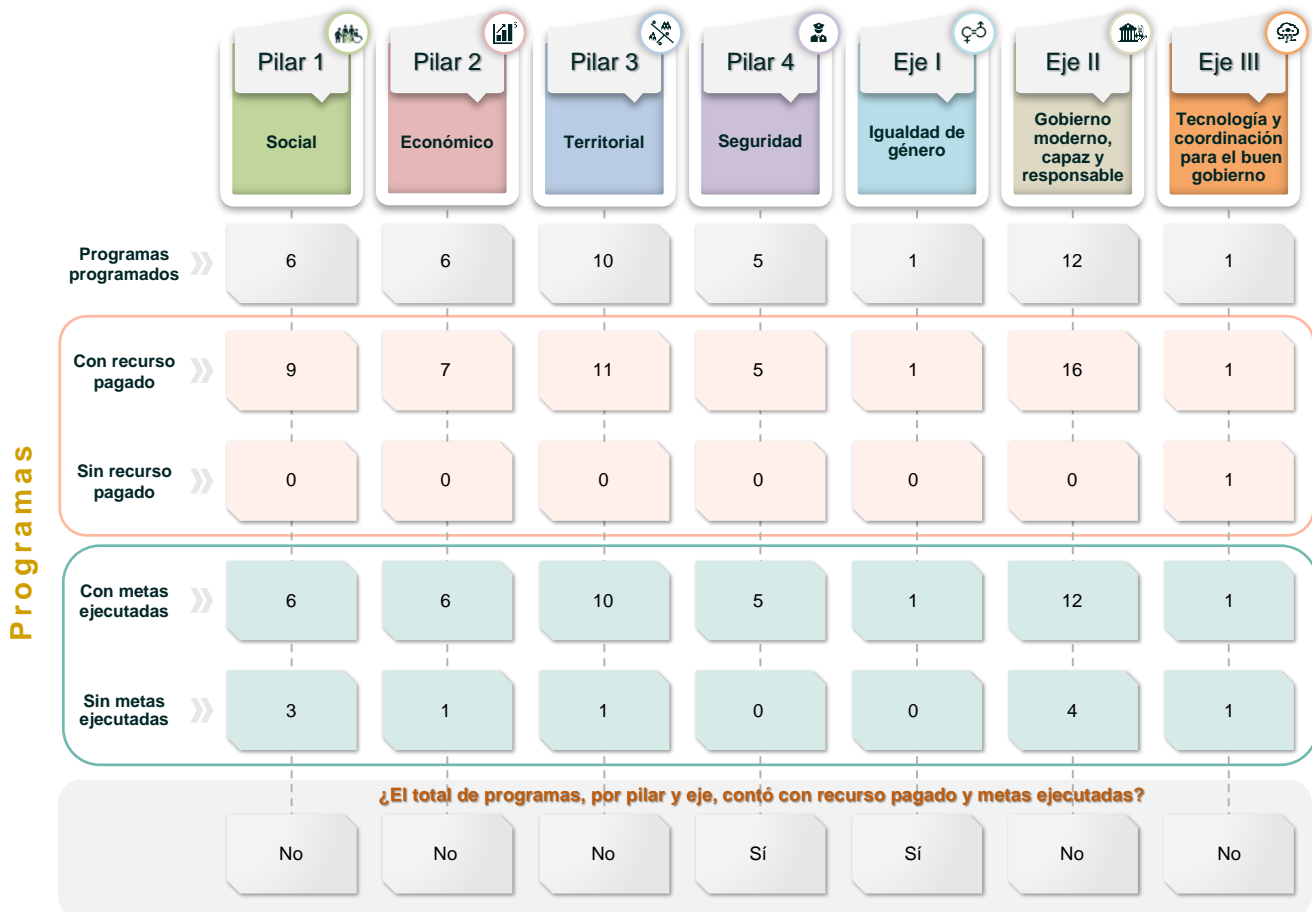 Pilar 1
Pilar 2
Pilar 3
Pilar 4
Eje I
Eje II
Eje III
Social
Económico
Territorial
Seguridad
Igualdad de
género
Gobierno
moderno,
capaz y
responsable
Tecnología y
coordinación
para el buen
gobierno
Programas
Programas
programados
6
6
10
5
1
12
1
Con recurso
pagado
9
7
11
5
1
16
1
Sin recurso
pagado
0
0
0
0
0
0
1
Con metas
ejecutadas
6
6
10
5
1
12
1
Sin metas
ejecutadas
3
1
1
0
0
4
1
¿El total de programas, por pilar y eje, contó con recurso pagado y metas ejecutadas?
No
No
No
Sí
Sí
No
No